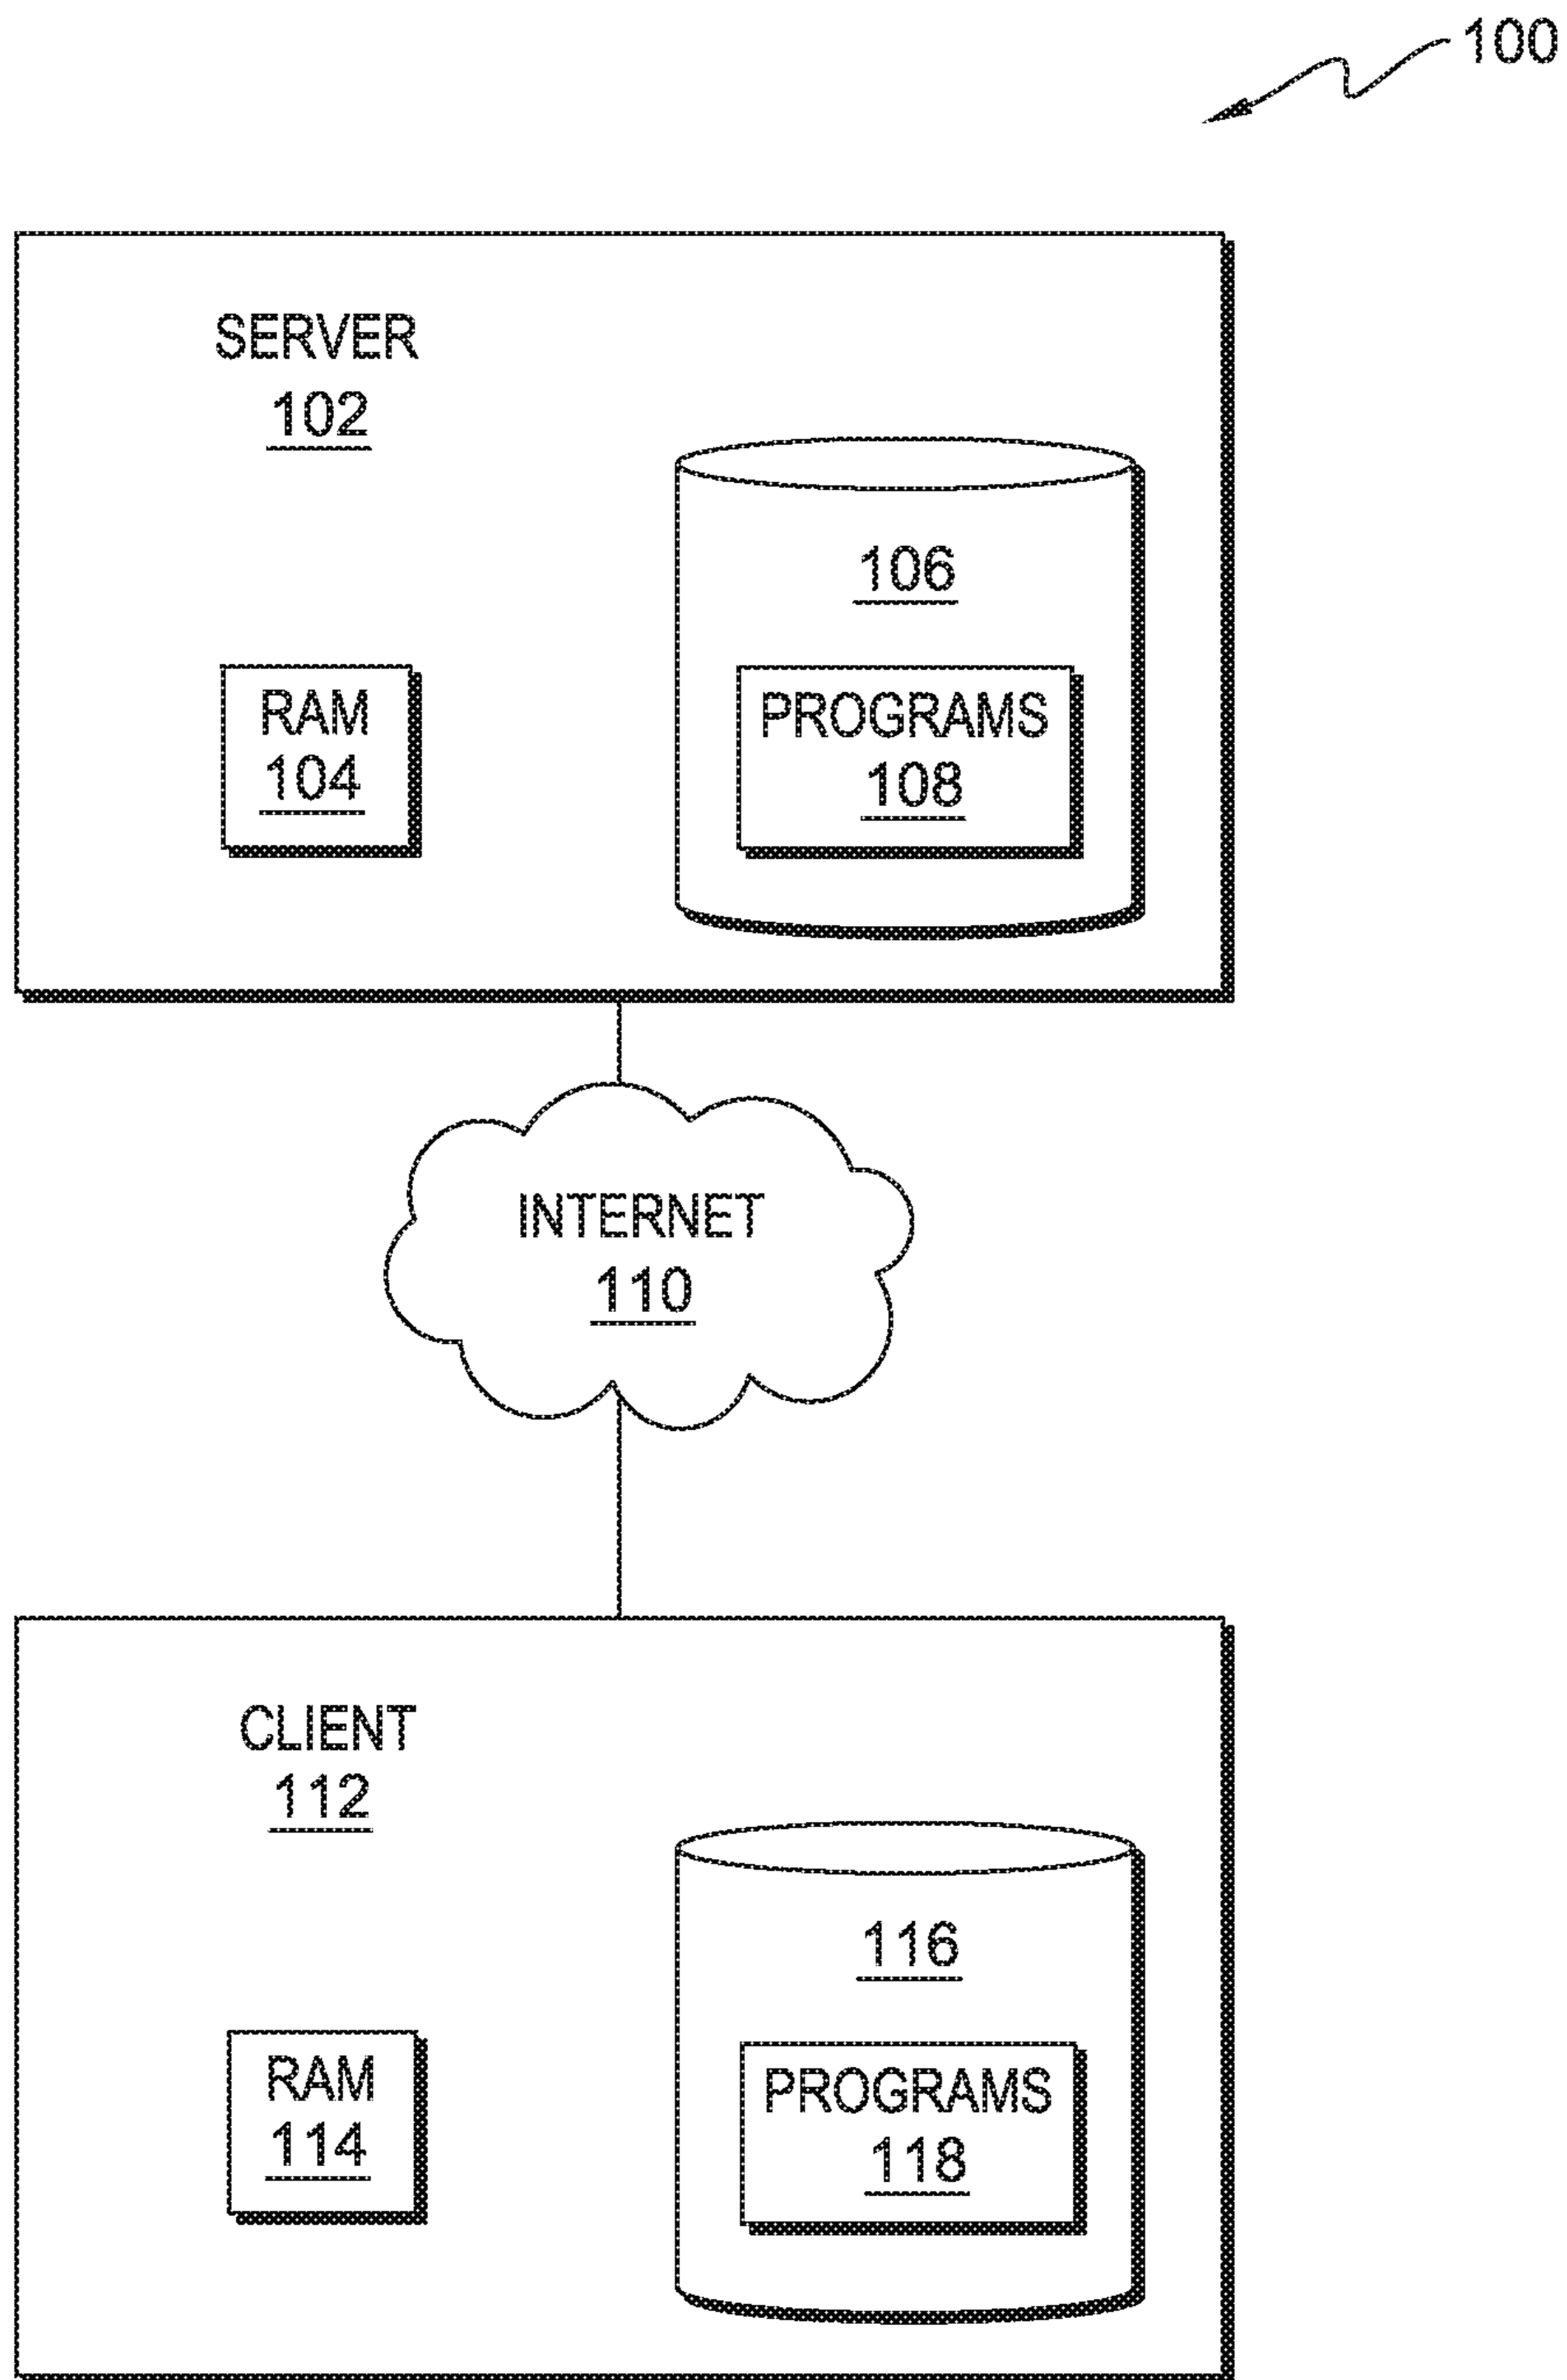 100
SERVER
102
106
RAM
104
PROGRAMS
108
INTERNET
110
CLIENT
112
116
RAM
114
PROGRAMS
118